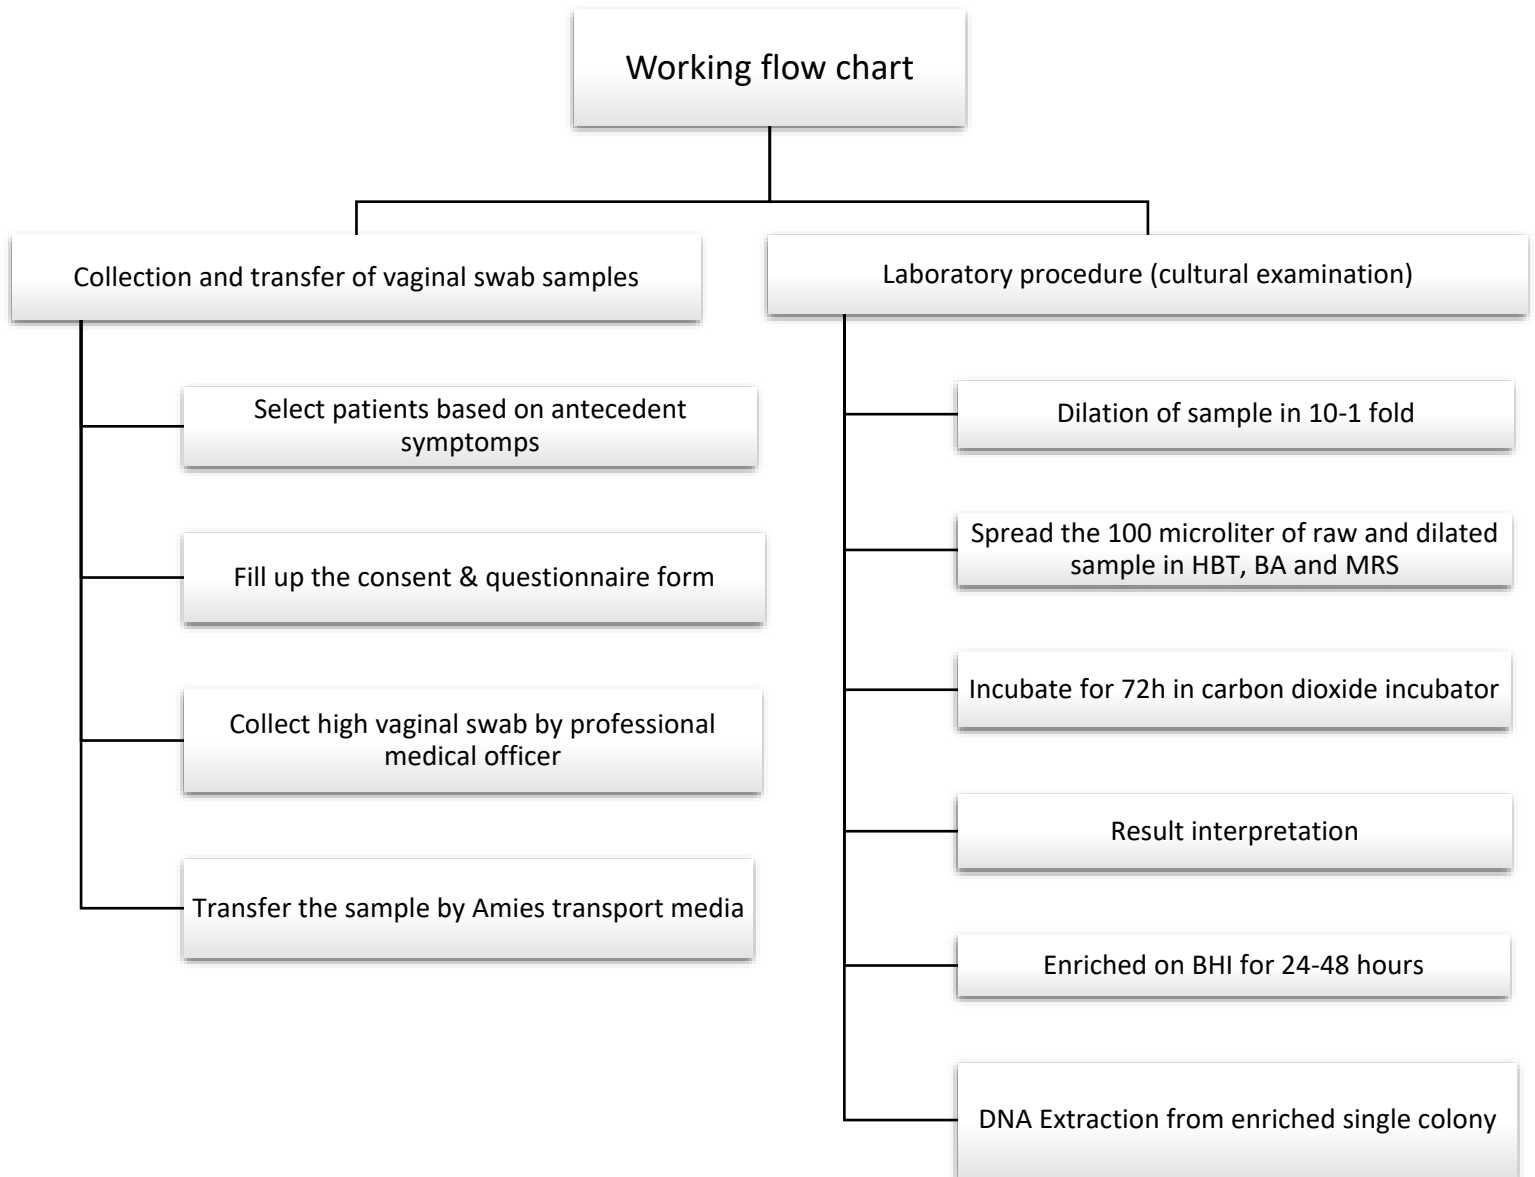 Working flow chart
Collection and transfer of vaginal swab samples
Select patients based on antecedent
symptomps
Fill up the consent & questionnaire form
Collect high vaginal swab by professional
medical officer
Transfer the sample by Amies transport media
Laboratory procedure (cultural examination)
Dilation of sample in 10-1 fold
Spread the 100 microliter of raw and dilated
sample in HBT, BA and MRS
Incubate for 72h in carbon dioxide incubator
Result interpretation
Enriched on BHI for 24-48 hours
DNA Extraction from enriched single colony